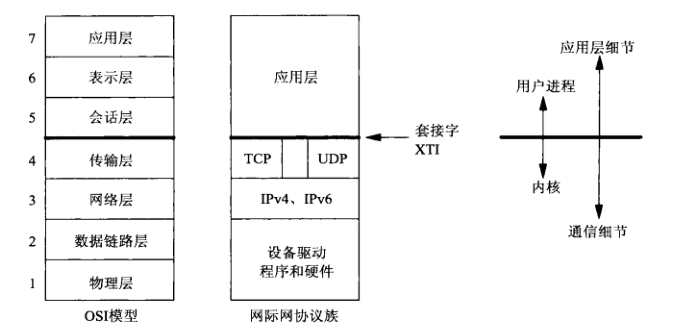 7 应用层
6 表示层
5 会话层
4 传输层
3 网络层
2 数据链路层
1 物理层
OSI模型
应用层
TCP UDP
IPv4、IPv6
设备驱动
程序和硬件
网际网协议族
套接字
XTI
应用层细节
用户进程
内核
通信细节